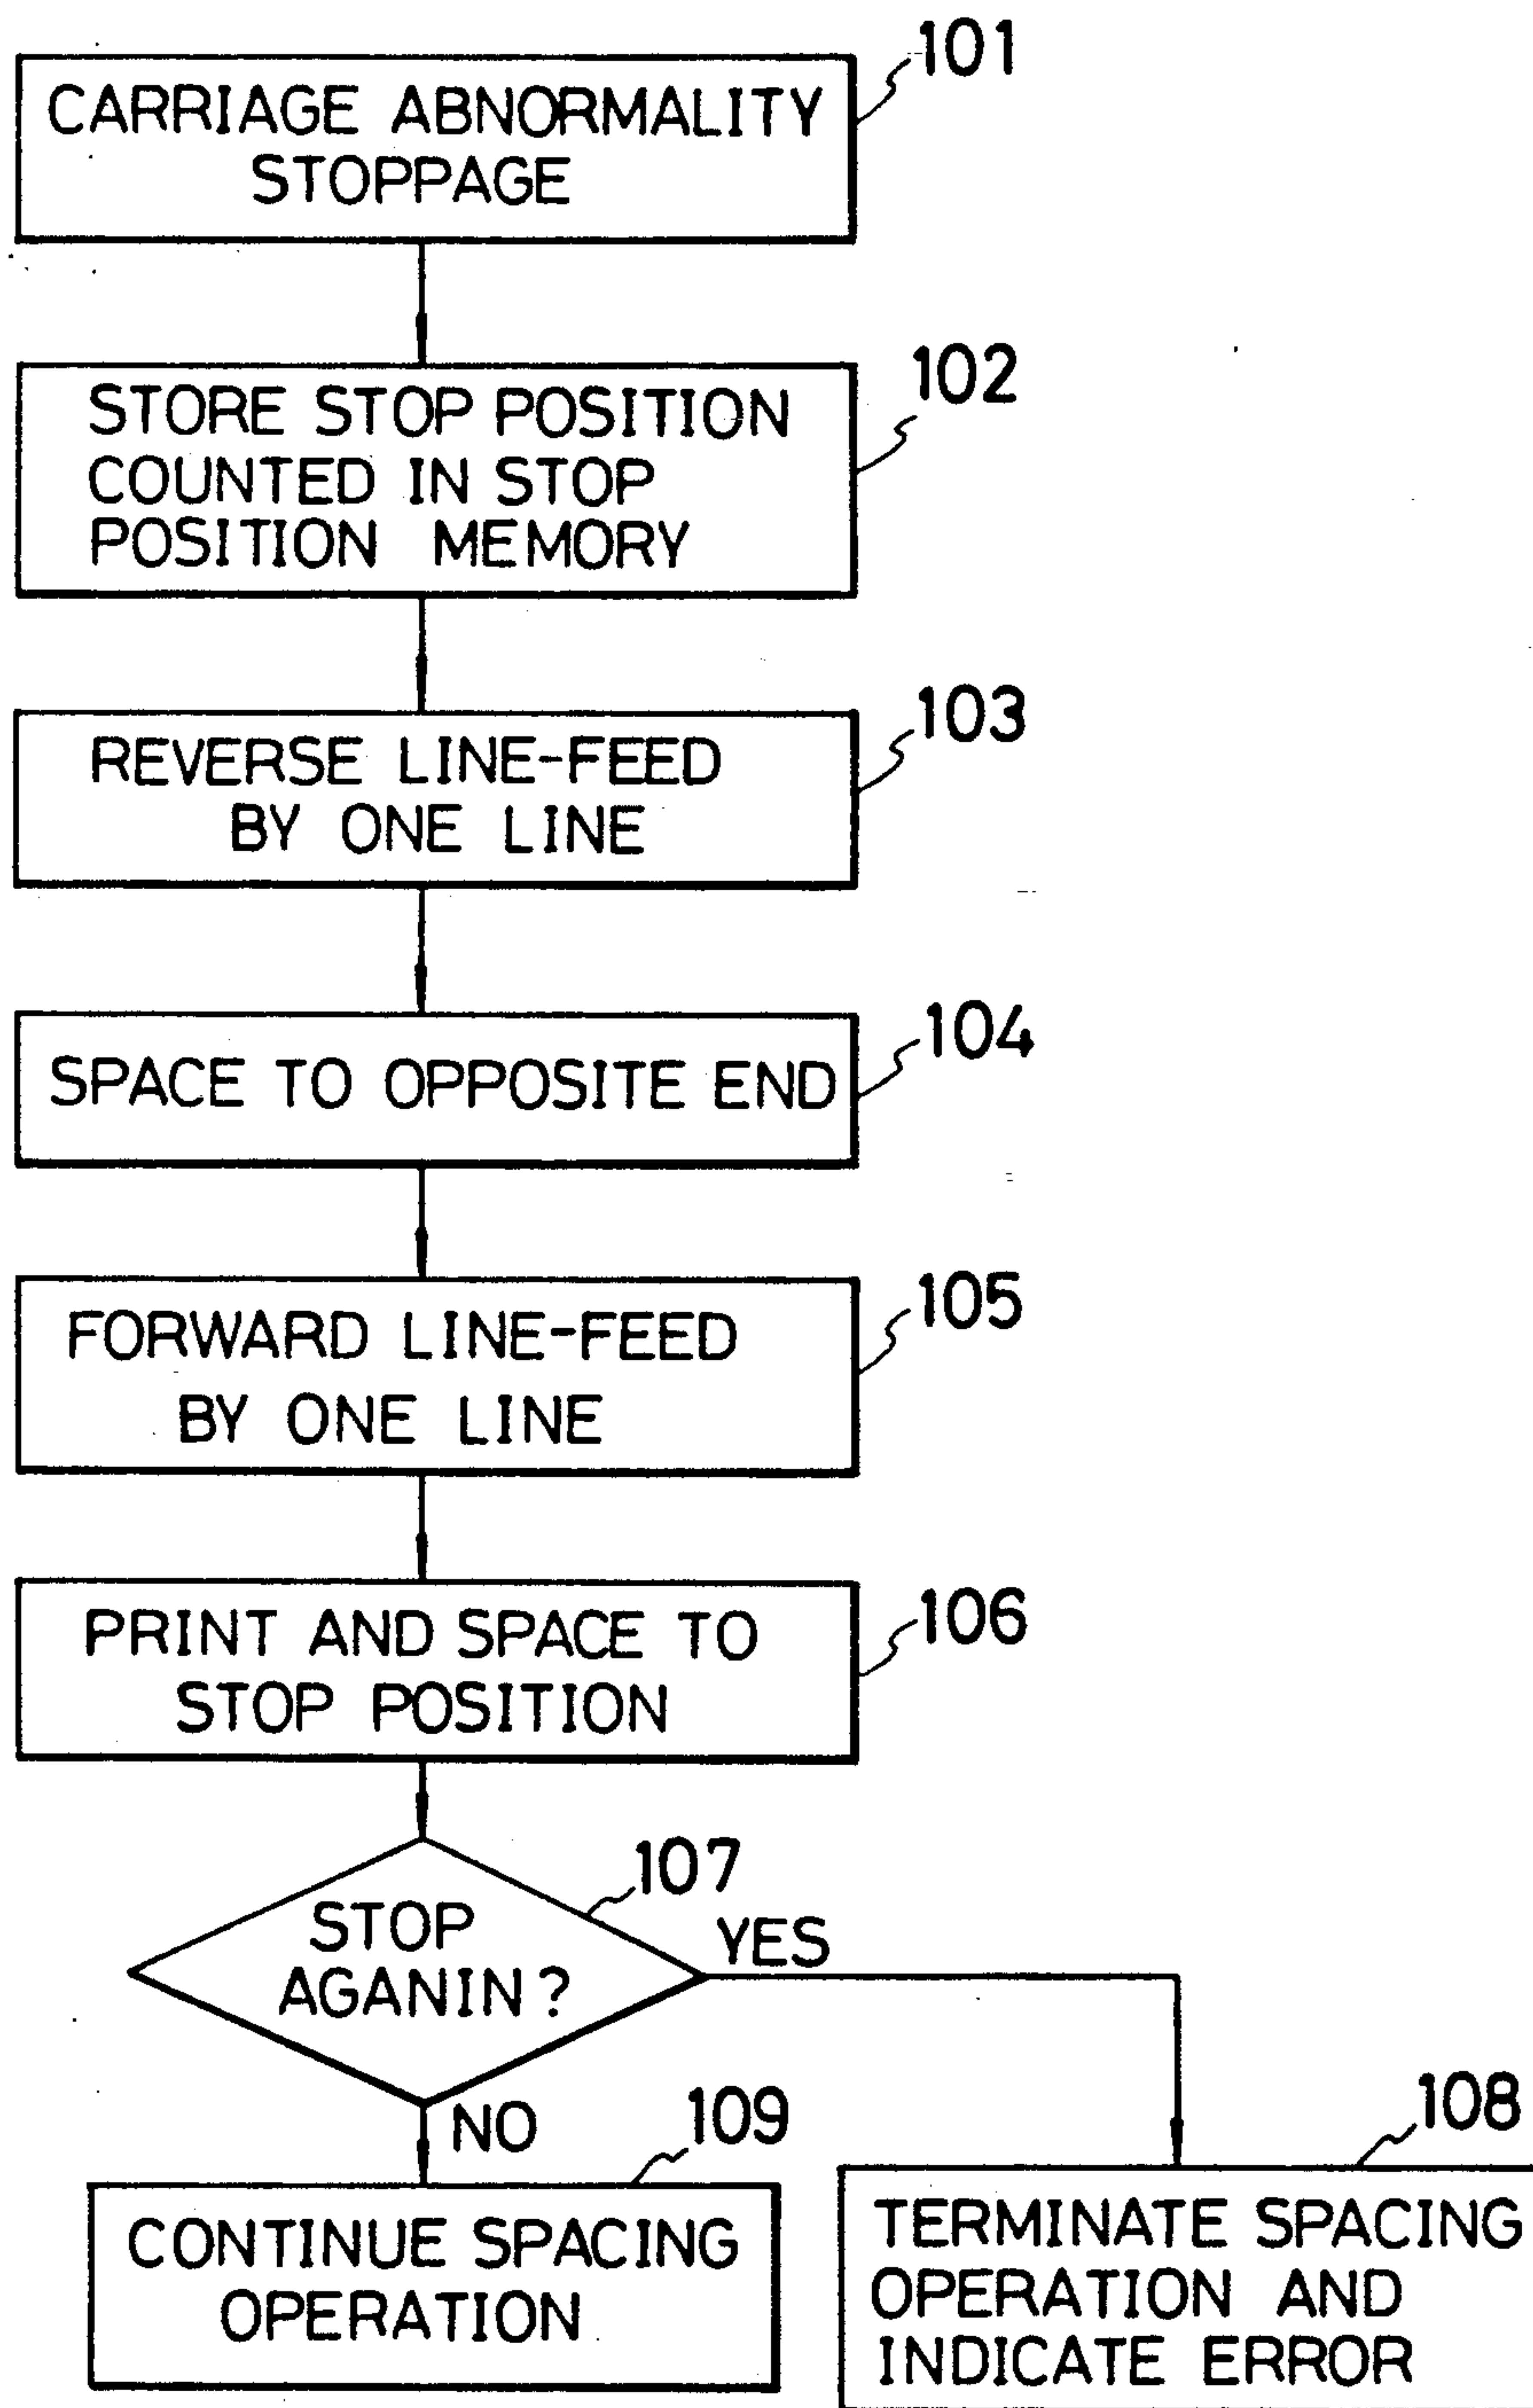 101
CARRIAGE ABNORMALITY
STOPPAGE
102
STORE STOP POSITION
COUNTED IN STOP
POSITION MEMORY
103
REVERSE LINE-FEED
BY ONE LINE
104
SPACE TO OPPOSITE END
105
FORWARD LINE-FEED
BY ONE LINE
106
PRINT AND SPACE TO
STOP POSITION
107
STOP
AGANIN?
YES
NO
109
CONTINUE SPACING
OPERATION
108
TERMINATE SPACING
OPERATION AND
INDICATE ERROR